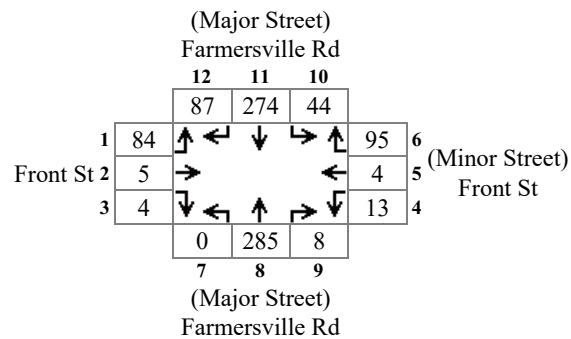 (Major Street)
Farmersville Rd
12 11 10
87 274 44
1 84 95 6
Front St 2 5 4 5 (Minor Street)
Front St
3 4 13 4
0 285 8
7 8 9
(Major Street)
Farmersville Rd